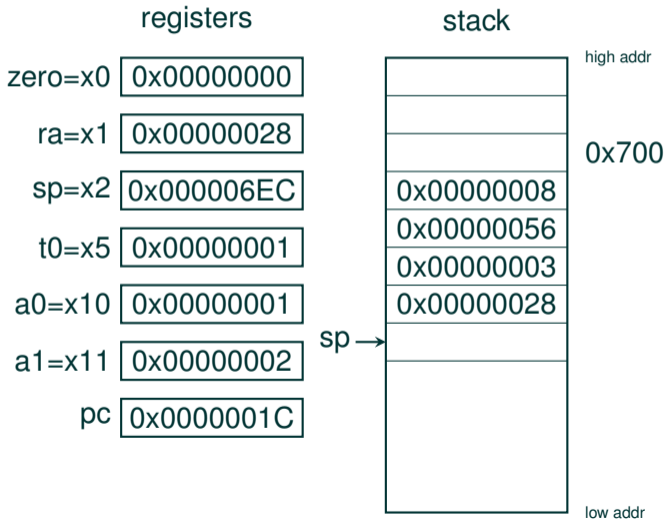 registers
zero=x0 0x00000000
ra=x1 0x00000028
sp=x2 0x000006EC
t0=x5 0x00000001
a0=x10 0x00000001
a1=x11 0x00000002
pc 0x0000001C
stack
high addr
0x700
0x00000008
0x00000056
0x00000003
0x00000028
sp
low addr